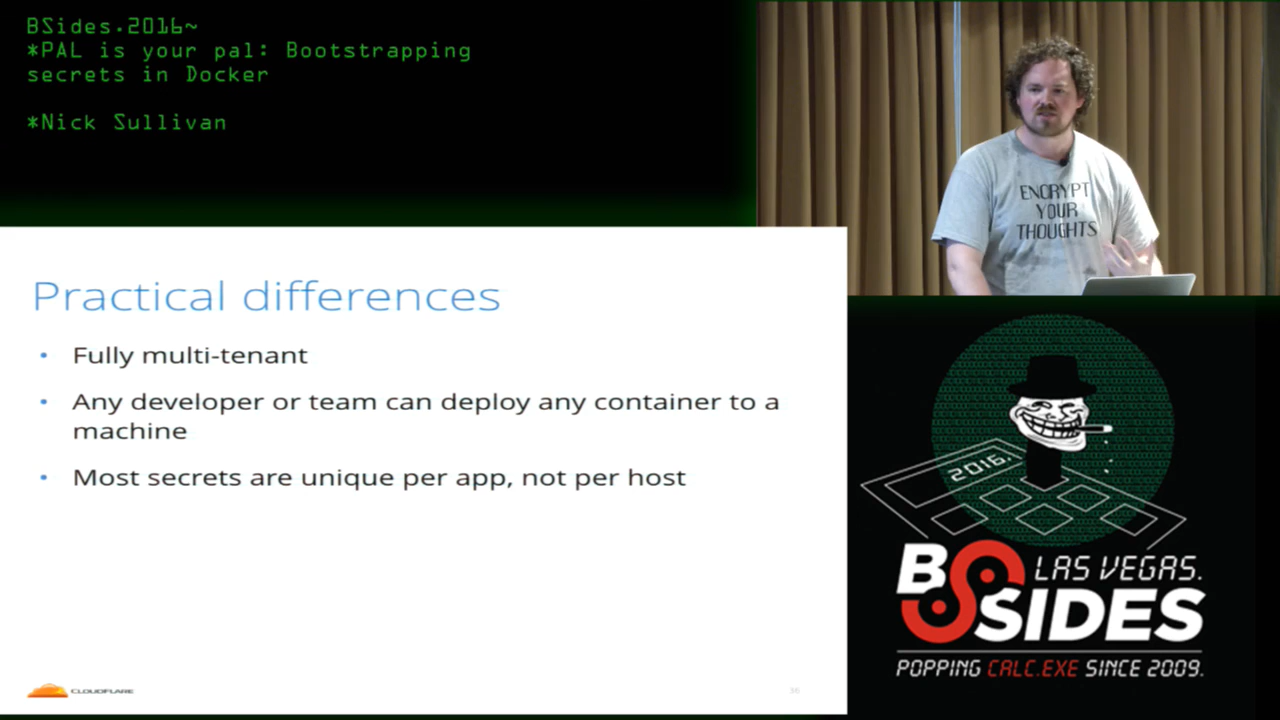 BSides.2016~
*PAL is your pal: Bootstrapping
secrets in Docker
*Nick Sullivan
ENCRYPT
YOUR
THOUGHTS
Practical differences
• Fully multi-tenant
• Any developer or team can deploy any container to a
machine
• Most secrets are unique per app, not per host
CLOUDFLARE
36
2016.
BSIDES
LAS VEGAS.
POPPING CALC.EXE SINCE 2009.